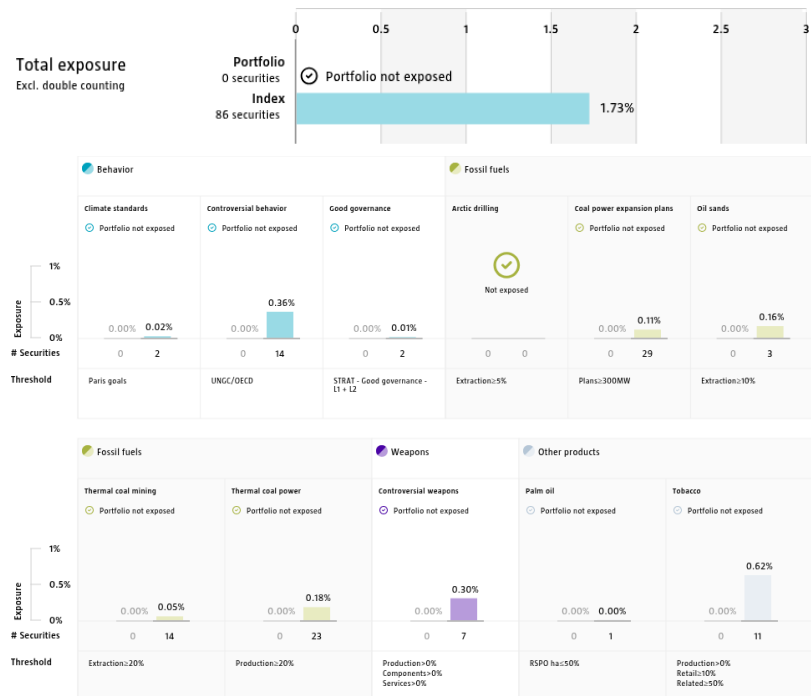 0 0.5 1 1.5 2 2.5 3
Total exposure
Excl. double counting
Portfolio
0 securities
Portfolio not exposed
Index
86 securities
1.73%
Behavior
Fossil fuels
Climate standards
Controversial behavior
Good governance
Arctic drilling
Coal power expansion plans
Oil sands
Portfolio not exposed
Portfolio not exposed
Portfolio not exposed
Portfolio not exposed
Portfolio not exposed
Not exposed
Exposure
1%
0.5%
0%
0.00% 0.02%
0.00% 0.36%
0.00% 0.01%
0.00% 0.11%
0.00% 0.16%
# Securities
0 2
0 14
0 2
0 0
0 29
0 3
Threshold
Paris goals
UNGC/OECD
STRAT - Good governance -
L1 + L2
Extraction≥5%
Plans≥300MW
Extraction≥10%
Fossil fuels
Weapons
Other products
Thermal coal mining
Thermal coal power
Controversial weapons
Palm oil
Tobacco
Portfolio not exposed
Portfolio not exposed
Portfolio not exposed
Portfolio not exposed
Portfolio not exposed
Exposure
1%
0.5%
0%
0.00% 0.05%
0.00% 0.18%
0.00% 0.30%
0.00% 0.00%
0.00% 0.62%
# Securities
0 14
0 23
0 7
0 1
0 11
Threshold
Extraction≥20%
Production≥20%
Production>0%
Components>0%
Services>0%
RSPO ha≤50%
Production>0%
Retail≥10%
Related≥50%